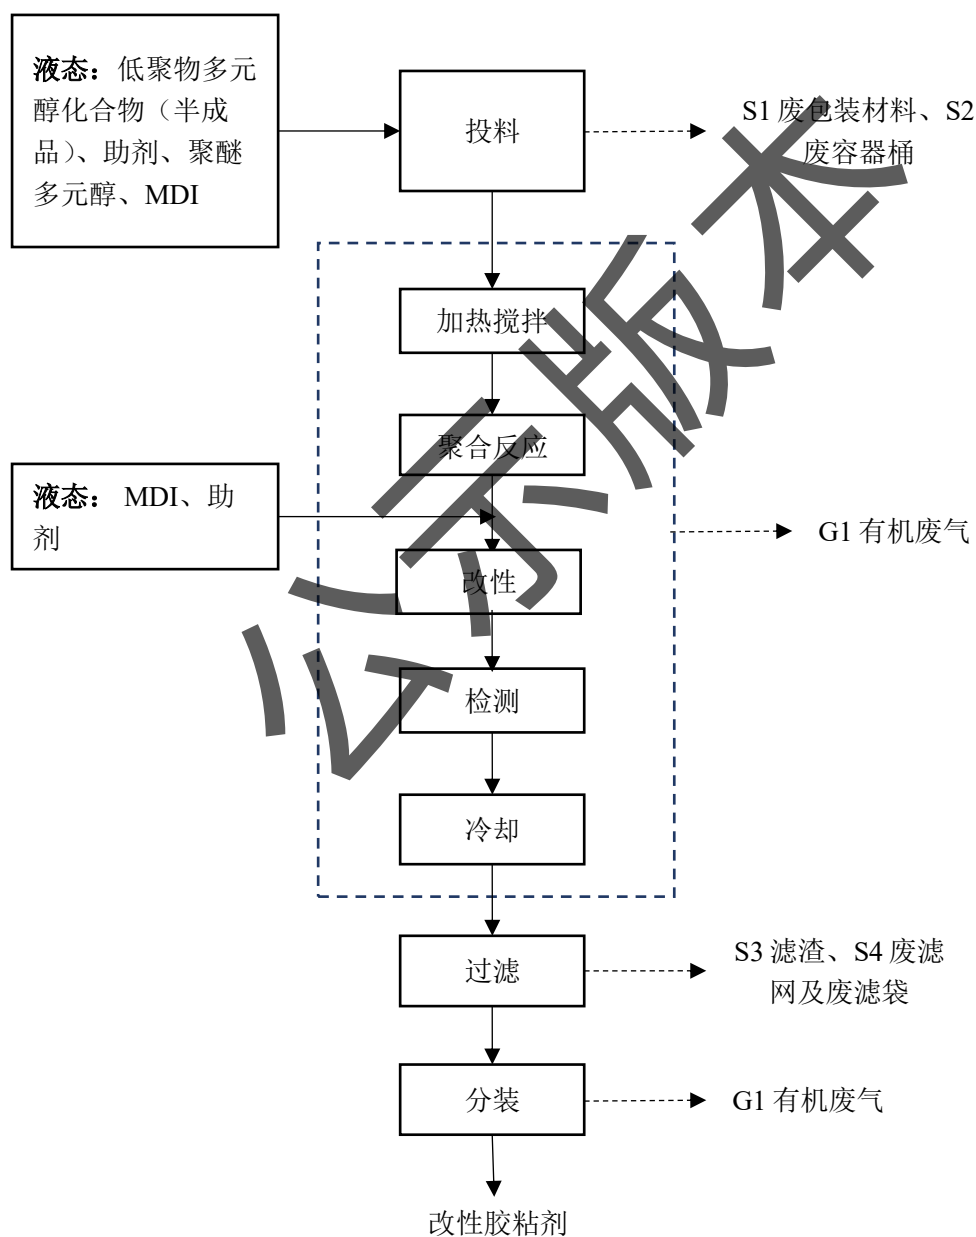 液态：低聚物多元
醇化合物（半成
品）、助剂、聚醚
多元醇、MDI
投料
S1 废包装材料、S2
废容器桶
加热搅拌
聚合反应
液态： MDI、助
剂
改性
G1 有机废气
检测
冷却
过滤
S3 滤渣、S4 废滤
网及废滤袋
分装
G1 有机废气
改性胶粘剂
公示版本